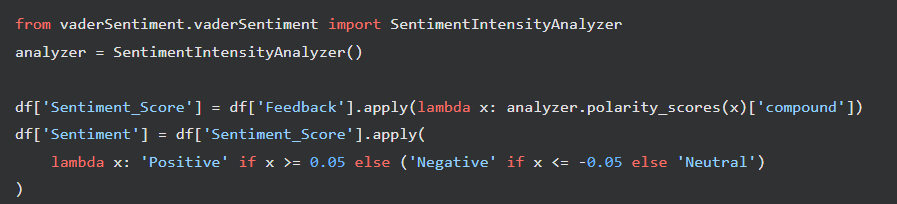 from vaderSentiment.vaderSentiment import SentimentIntensityAnalyzer
analyzer = SentimentIntensityAnalyzer()

df['Sentiment_Score'] = df['Feedback'].apply(lambda x: analyzer.polarity_scores(x)['compound'])
df['Sentiment'] = df['Sentiment_Score'].apply(
    lambda x: 'Positive' if x >= 0.05 else ('Negative' if x <= -0.05 else 'Neutral')
)